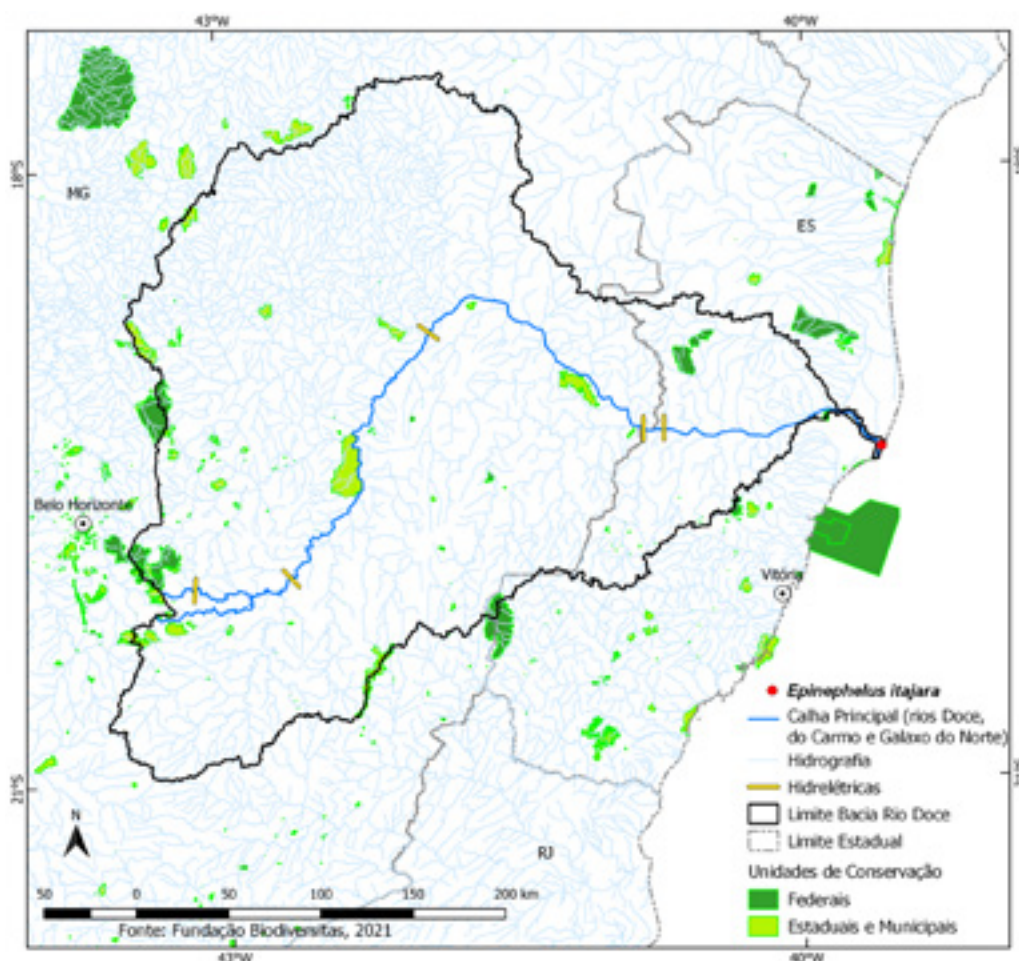 43°W
40°W
18°S
MG
ES
Belo Horizonte
Vitória
Epinephelus itajara
Calha Principal (rios Doce,
do Carmo e Galaxo do Norte)
Hidrografia
Hidrelétricas
Limite Bacia Rio Doce
Limite Estadual
Unidades de Conservação
Federais
Estaduais e Municipais
21°S
N
RJ
50 0 50 100 150 200 km
Fonte: Fundação Biodiversitas, 2021
43°W
40°W